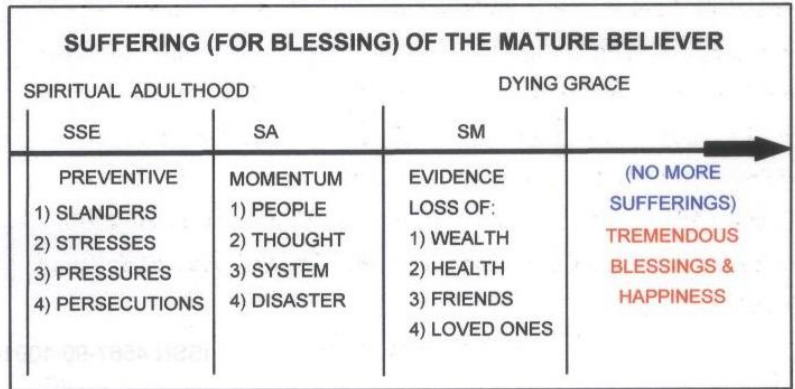 SUFFERING (FOR BLESSING) OF THE MATURE BELIEVER
SPIRITUAL ADULTHOOD
DYING GRACE
SSE
SA
SM
PREVENTIVE
1) SLANDERS
2) STRESSES
3) PRESSURES
4) PERSECUTIONS
MOMENTUM
1) PEOPLE
2) THOUGHT
3) SYSTEM
4) DISASTER
EVIDENCE
LOSS OF:
1) WEALTH
2) HEALTH
3) FRIENDS
4) LOVED ONES
(NO MORE
SUFFERINGS)
TREMENDOUS
BLESSINGS &
HAPPINESS